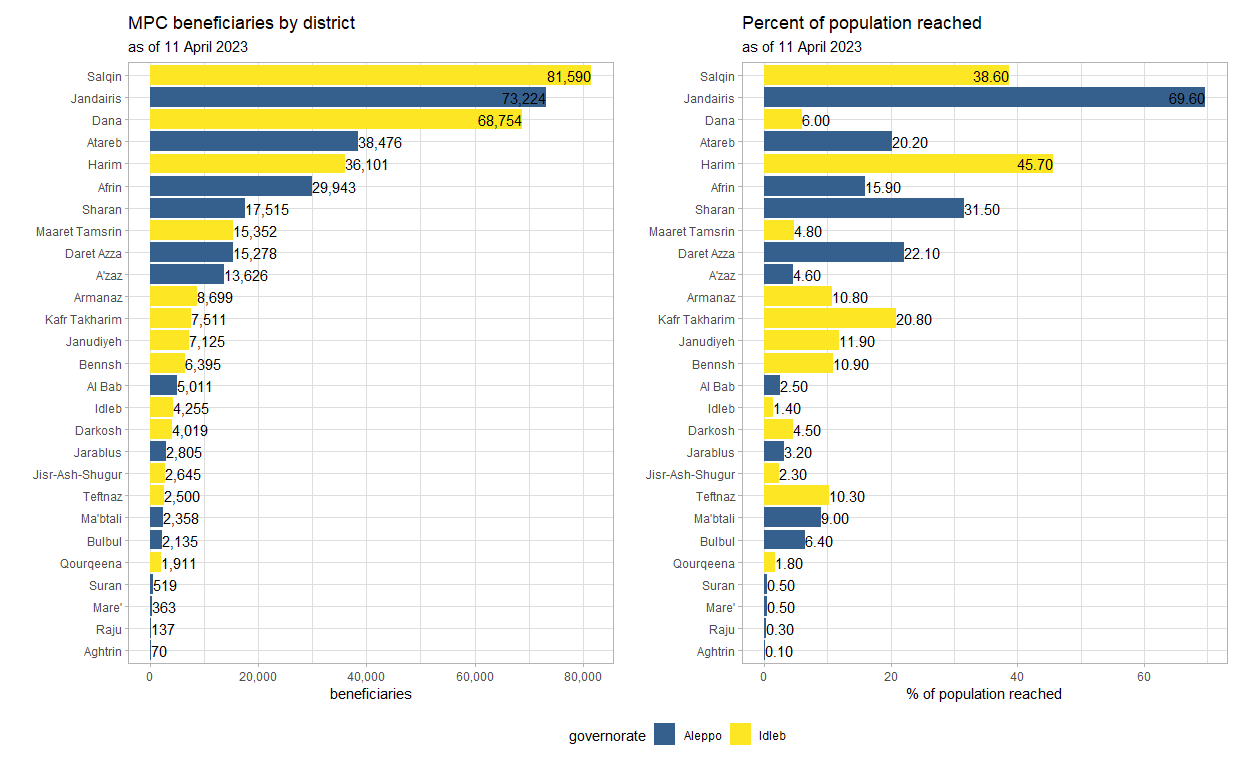 MPC beneficiaries by district
as of 11 April 2023
Salqin 81,590
Jandairis 73,224
Dana 68,754
Atareb 38,476
Harim 36,101
Afrin 29,943
Sharan 17,515
Maaret Tamsrin 15,352
Daret Azza 15,278
A'zaz 13,626
Armanaz 8,699
Kafr Takharim 7,511
Janudiyeh 7,125
Bennsh 6,395
Al Bab 5,011
Idleb 4,255
Darkosh 4,019
Jarablus 2,805
Jisr-Ash-Shugur 2,645
Teftnaz 2,500
Ma'btali 2,358
Bulbul 2,135
Qourqeena 1,911
Suran 519
Mare' 363
Raju 137
Aghtrin 70
0 20,000 40,000 60,000 80,000
beneficiaries
Percent of population reached
as of 11 April 2023
Salqin 38.60
Jandairis 69.60
Dana 6.00
Atareb 20.20
Harim 45.70
Afrin 15.90
Sharan 31.50
Maaret Tamsrin 4.80
Daret Azza 22.10
A'zaz 4.60
Armanaz 10.80
Kafr Takharim 20.80
Janudiyeh 11.90
Bennsh 10.90
Al Bab 2.50
Idleb 1.40
Darkosh 4.50
Jarablus 3.20
Jisr-Ash-Shugur 2.30
Teftnaz 10.30
Ma'btali 9.00
Bulbul 6.40
Qourqeena 1.80
Suran 0.50
Mare' 0.50
Raju 0.30
Aghtrin 0.10
0 20 40 60
% of population reached
governorate Aleppo Idleb